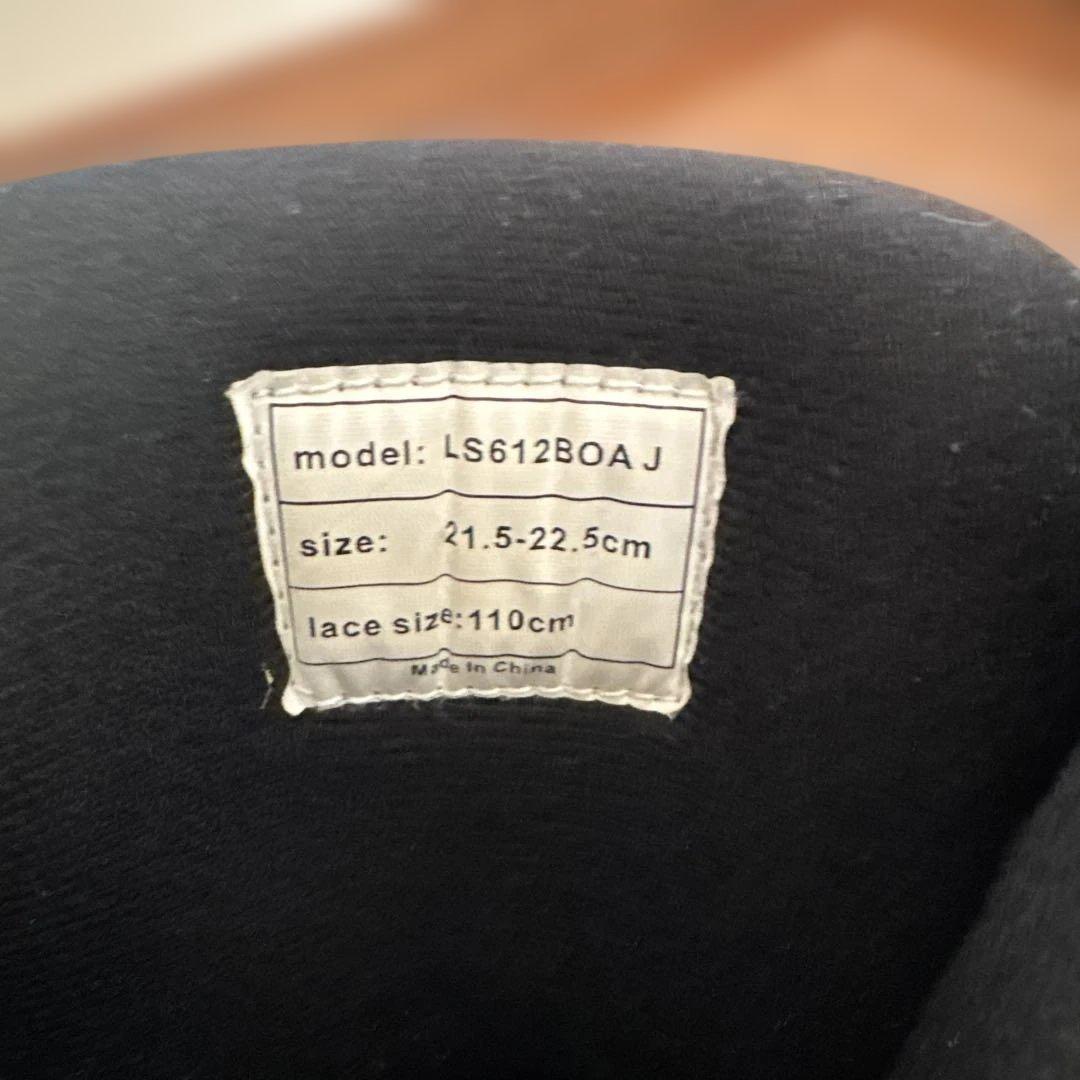 model: LS612BOA J
size: 21.5-22.5cm
lace size:110cm
Made In China